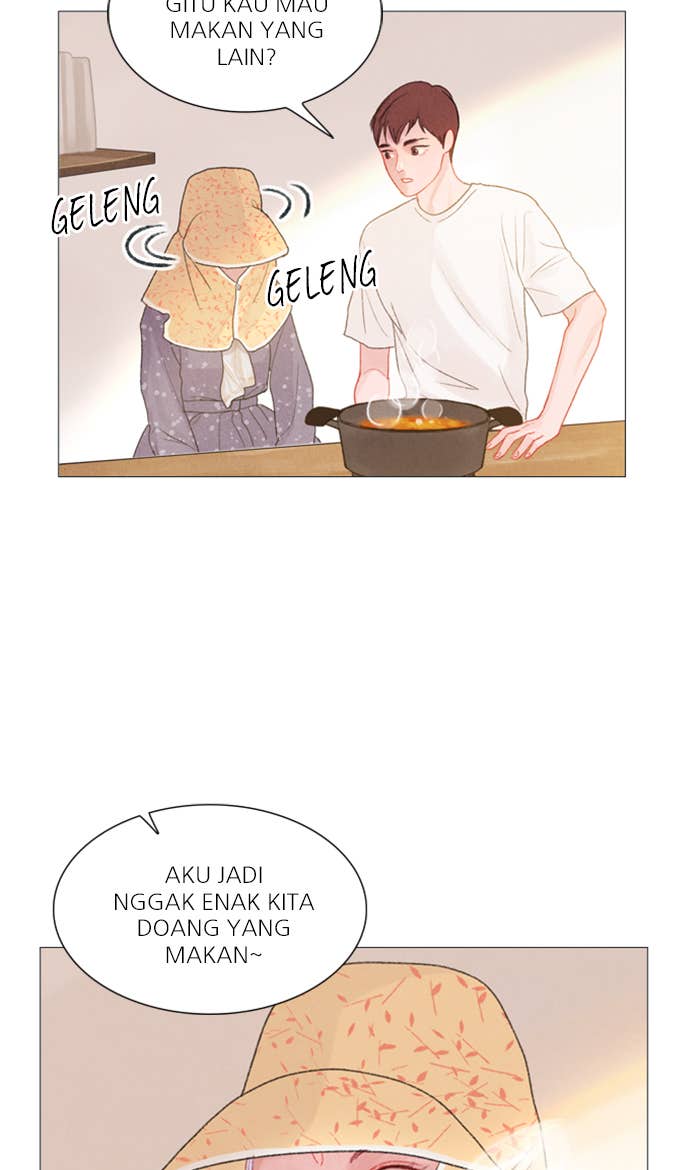 GITU KAU MAU
MAKAN YANG
LAIN?
GELENG
GELENG
AKU JADI
NGGAK ENAK KITA
DOANG YANG
MAKAN~